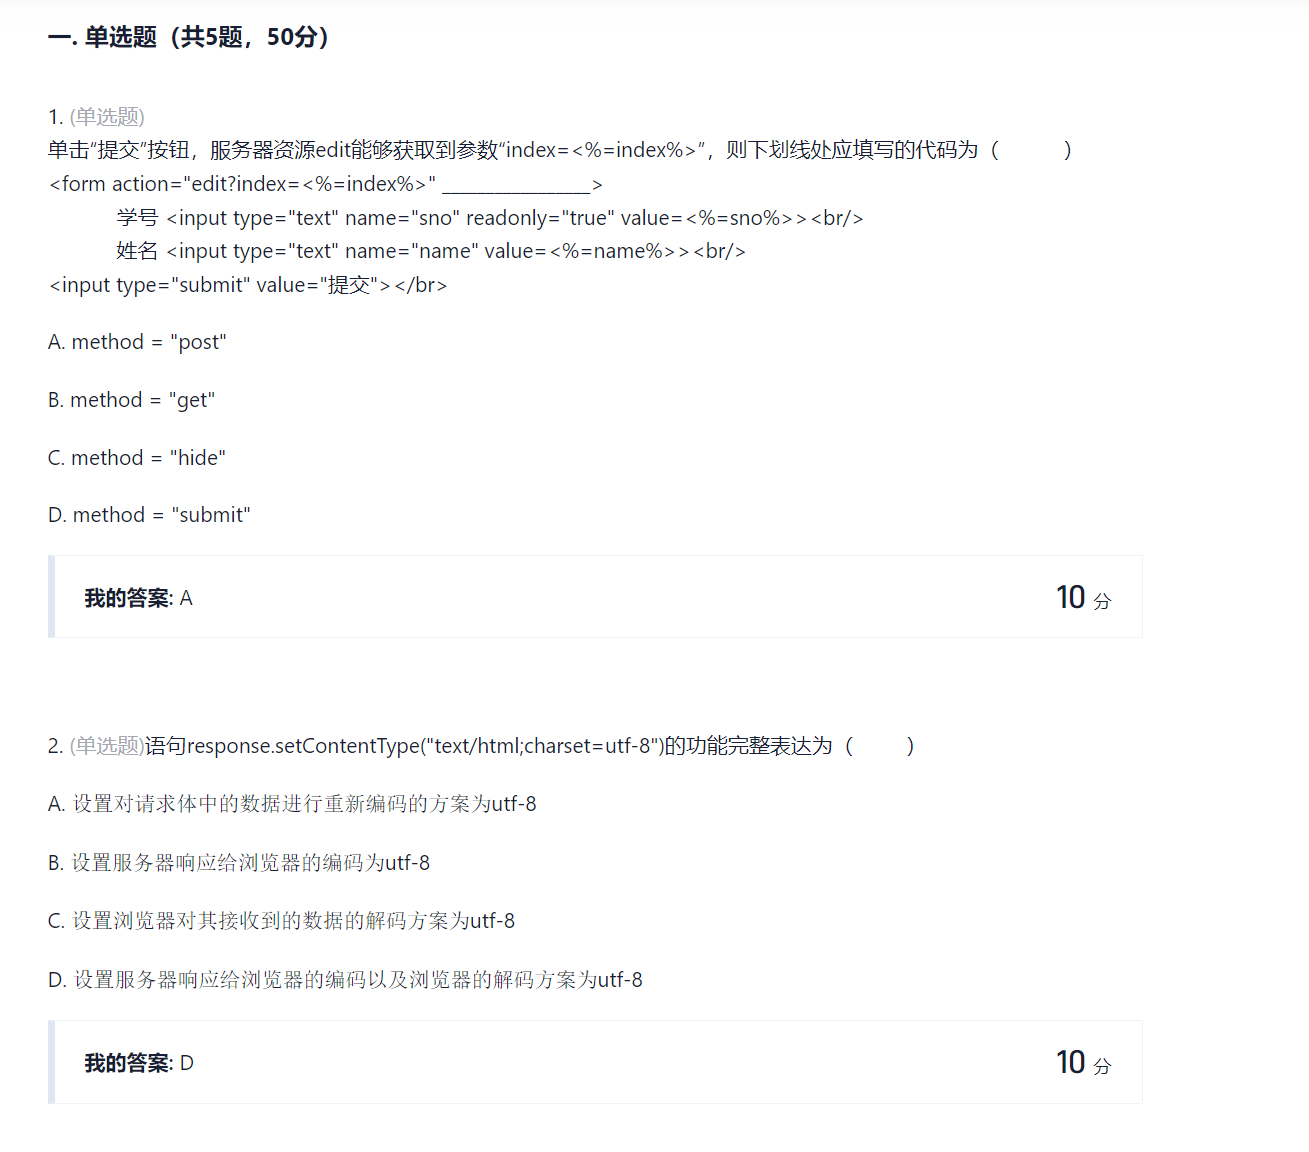 一. 单选题（共5题，50分）
1. (单选题)
单击“提交”按钮，服务器资源edit能够获取到参数“index=<%=index%>”，则下划线处应填写的代码为（　　　）
<form action="edit?index=<%=index%>" _________________>
学号 <input type="text" name="sno" readonly="true" value=<%=sno%>><br/>
姓名 <input type="text" name="name" value=<%=name%>><br/>
<input type="submit" value="提交"></br>
A. method = "post"
B. method = "get"
C. method = "hide"
D. method = "submit"
我的答案: A
10 分
2. (单选题)语句response.setContentType("text/html;charset=utf-8")的功能完整表达为（　　）
A. 设置对请求体中的数据进行重新编码的方案为utf-8
B. 设置服务器响应给浏览器的编码为utf-8
C. 设置浏览器对其接收到的数据的解码方案为utf-8
D. 设置服务器响应给浏览器的编码以及浏览器的解码方案为utf-8
我的答案: D
10 分